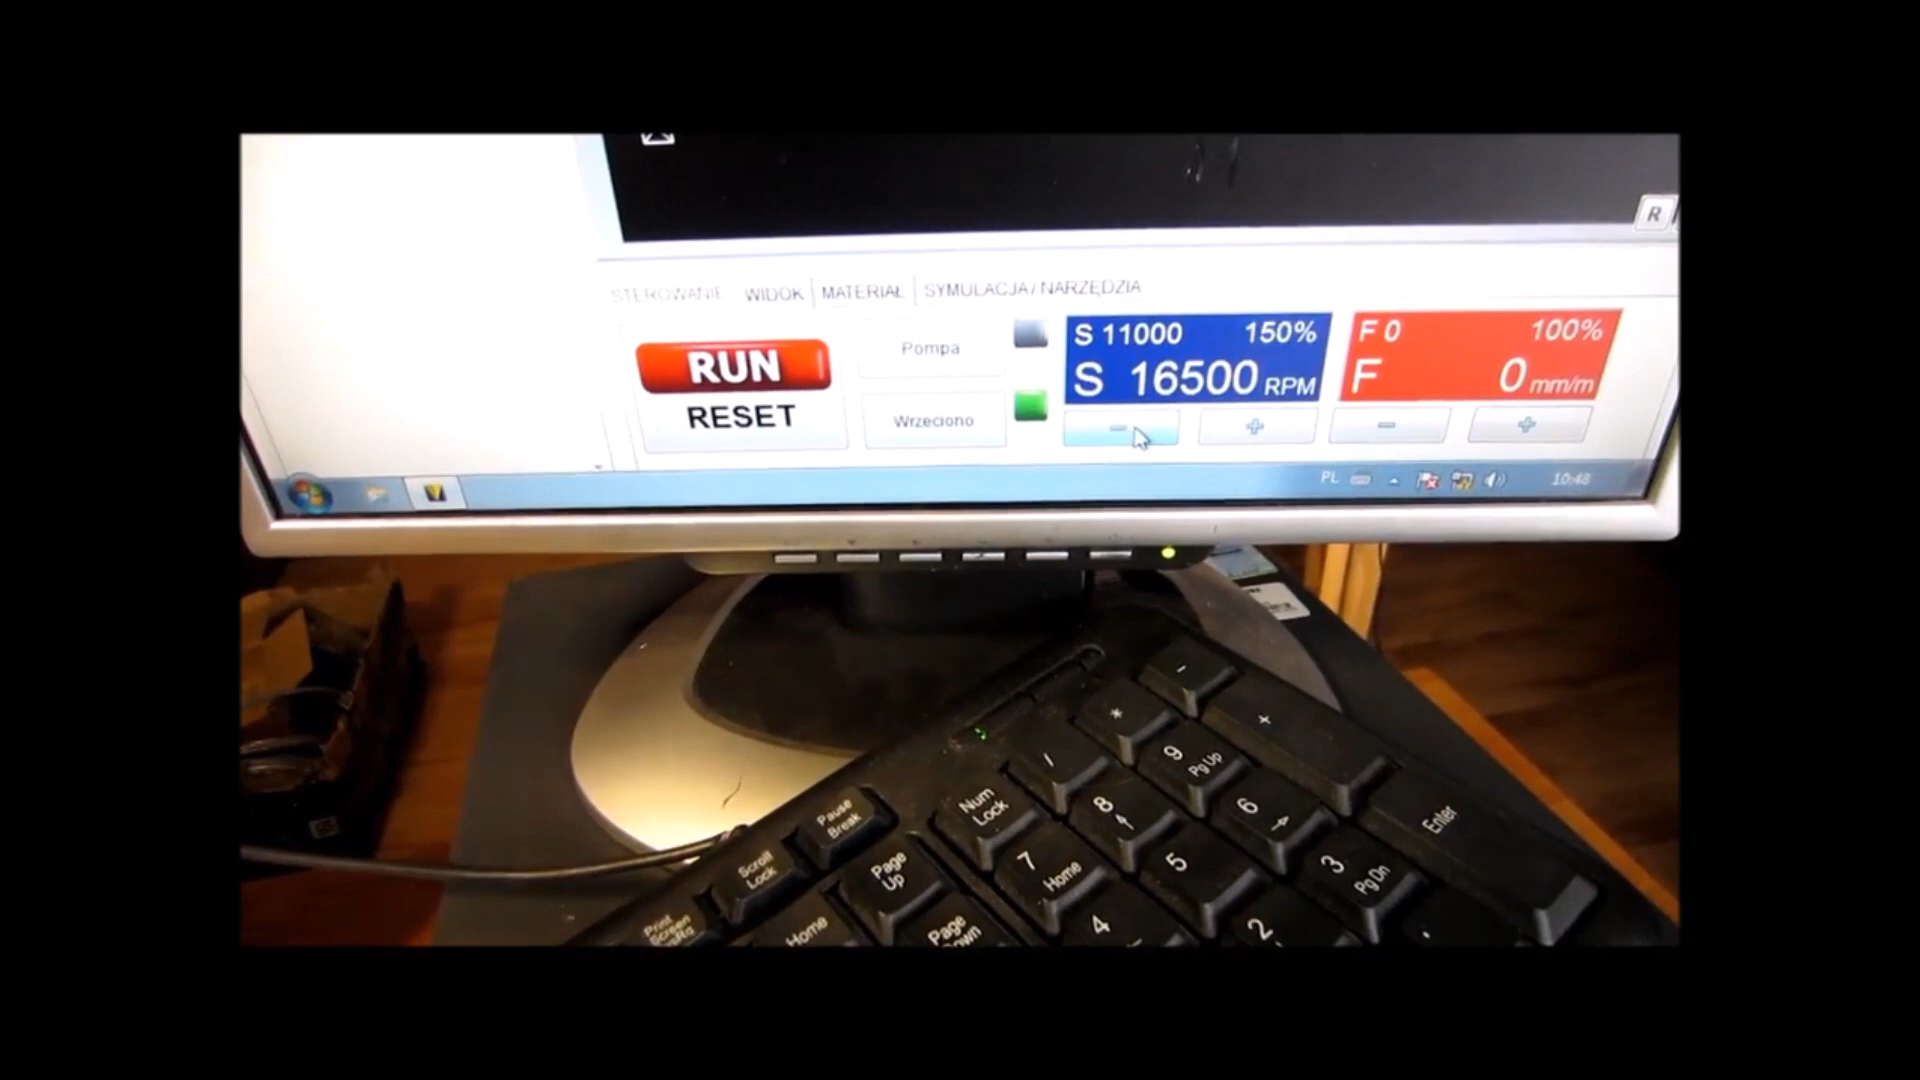 R
STEROWANIE WIDOK MATERIAŁ SYMULACJA / NARZĘDZIA
RUN
RESET
Pompa
Wrzeciono
S 11000 150%
S 16500 RPM
- +
F 0 100%
F 0 mm/m
- +
PL 10:48
-
+
*
/
9 Pg Up
6
Enter
Num Lock
8
5
3 Pg Dn
7 Home
4
2
Pause Break
Scroll Lock
Page Up
Print Screen
Home
Page